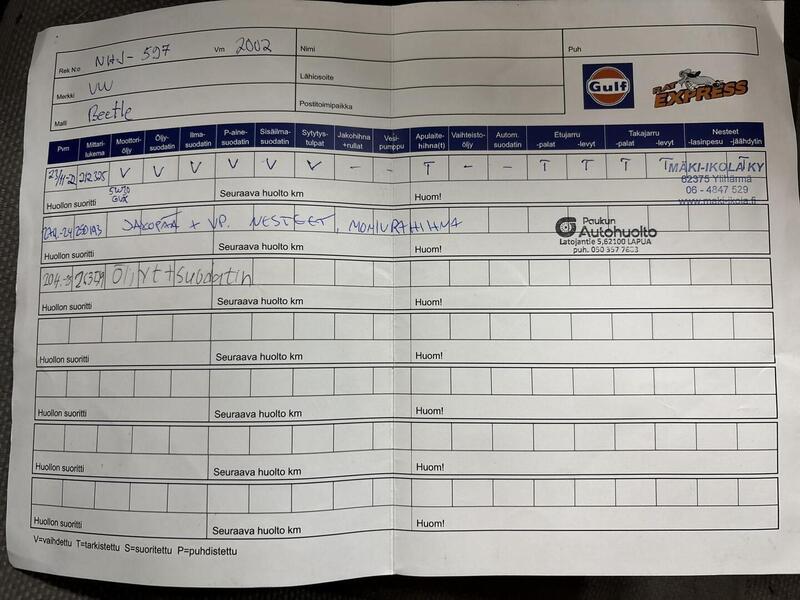 Rek N:o NHJ-597 Vm 2002 Nimi Puh
Merkki VW Lähiosoite
Malli Beetle Postitoimipaikka
Gulf
FLAT EXPRESS
Pvm Mittari-lukema Moottori-öljy Öljy-suodatin Ilma-suodatin P-aine-suodatin Sisäilma-suodatin Sytytys-tulpat Jakohihna +rullat Vesi-pumppu Apulaite-hihna(t) Vaihteisto-öljy Autom. suodatin Etujarru -palat -levyt Takajarru -palat -levyt Nesteet -lasinpesu -jäähdytin
V V V V V V - - T - - T T T T T
5W30
Huollon suoritti Seuraava huolto km Huom!
MÄKI-IKOLA KY
62375 Ylihärmä
06 - 4847 529
JAKOPÄÄ + VP. NESTEET, MONIURAHIHNA
Huollon suoritti Seuraava huolto km Huom!
Paukun
Autohuolto
Latojantie 5,62100 LAPUA
Öljyt + suodatin
Huollon suoritti Seuraava huolto km Huom!
Huollon suoritti Seuraava huolto km Huom!
Huollon suoritti Seuraava huolto km Huom!
Huollon suoritti Seuraava huolto km Huom!
Huollon suoritti Seuraava huolto km Huom!
V=vaihdettu T=tarkistettu S=suoritettu P=puhdistettu